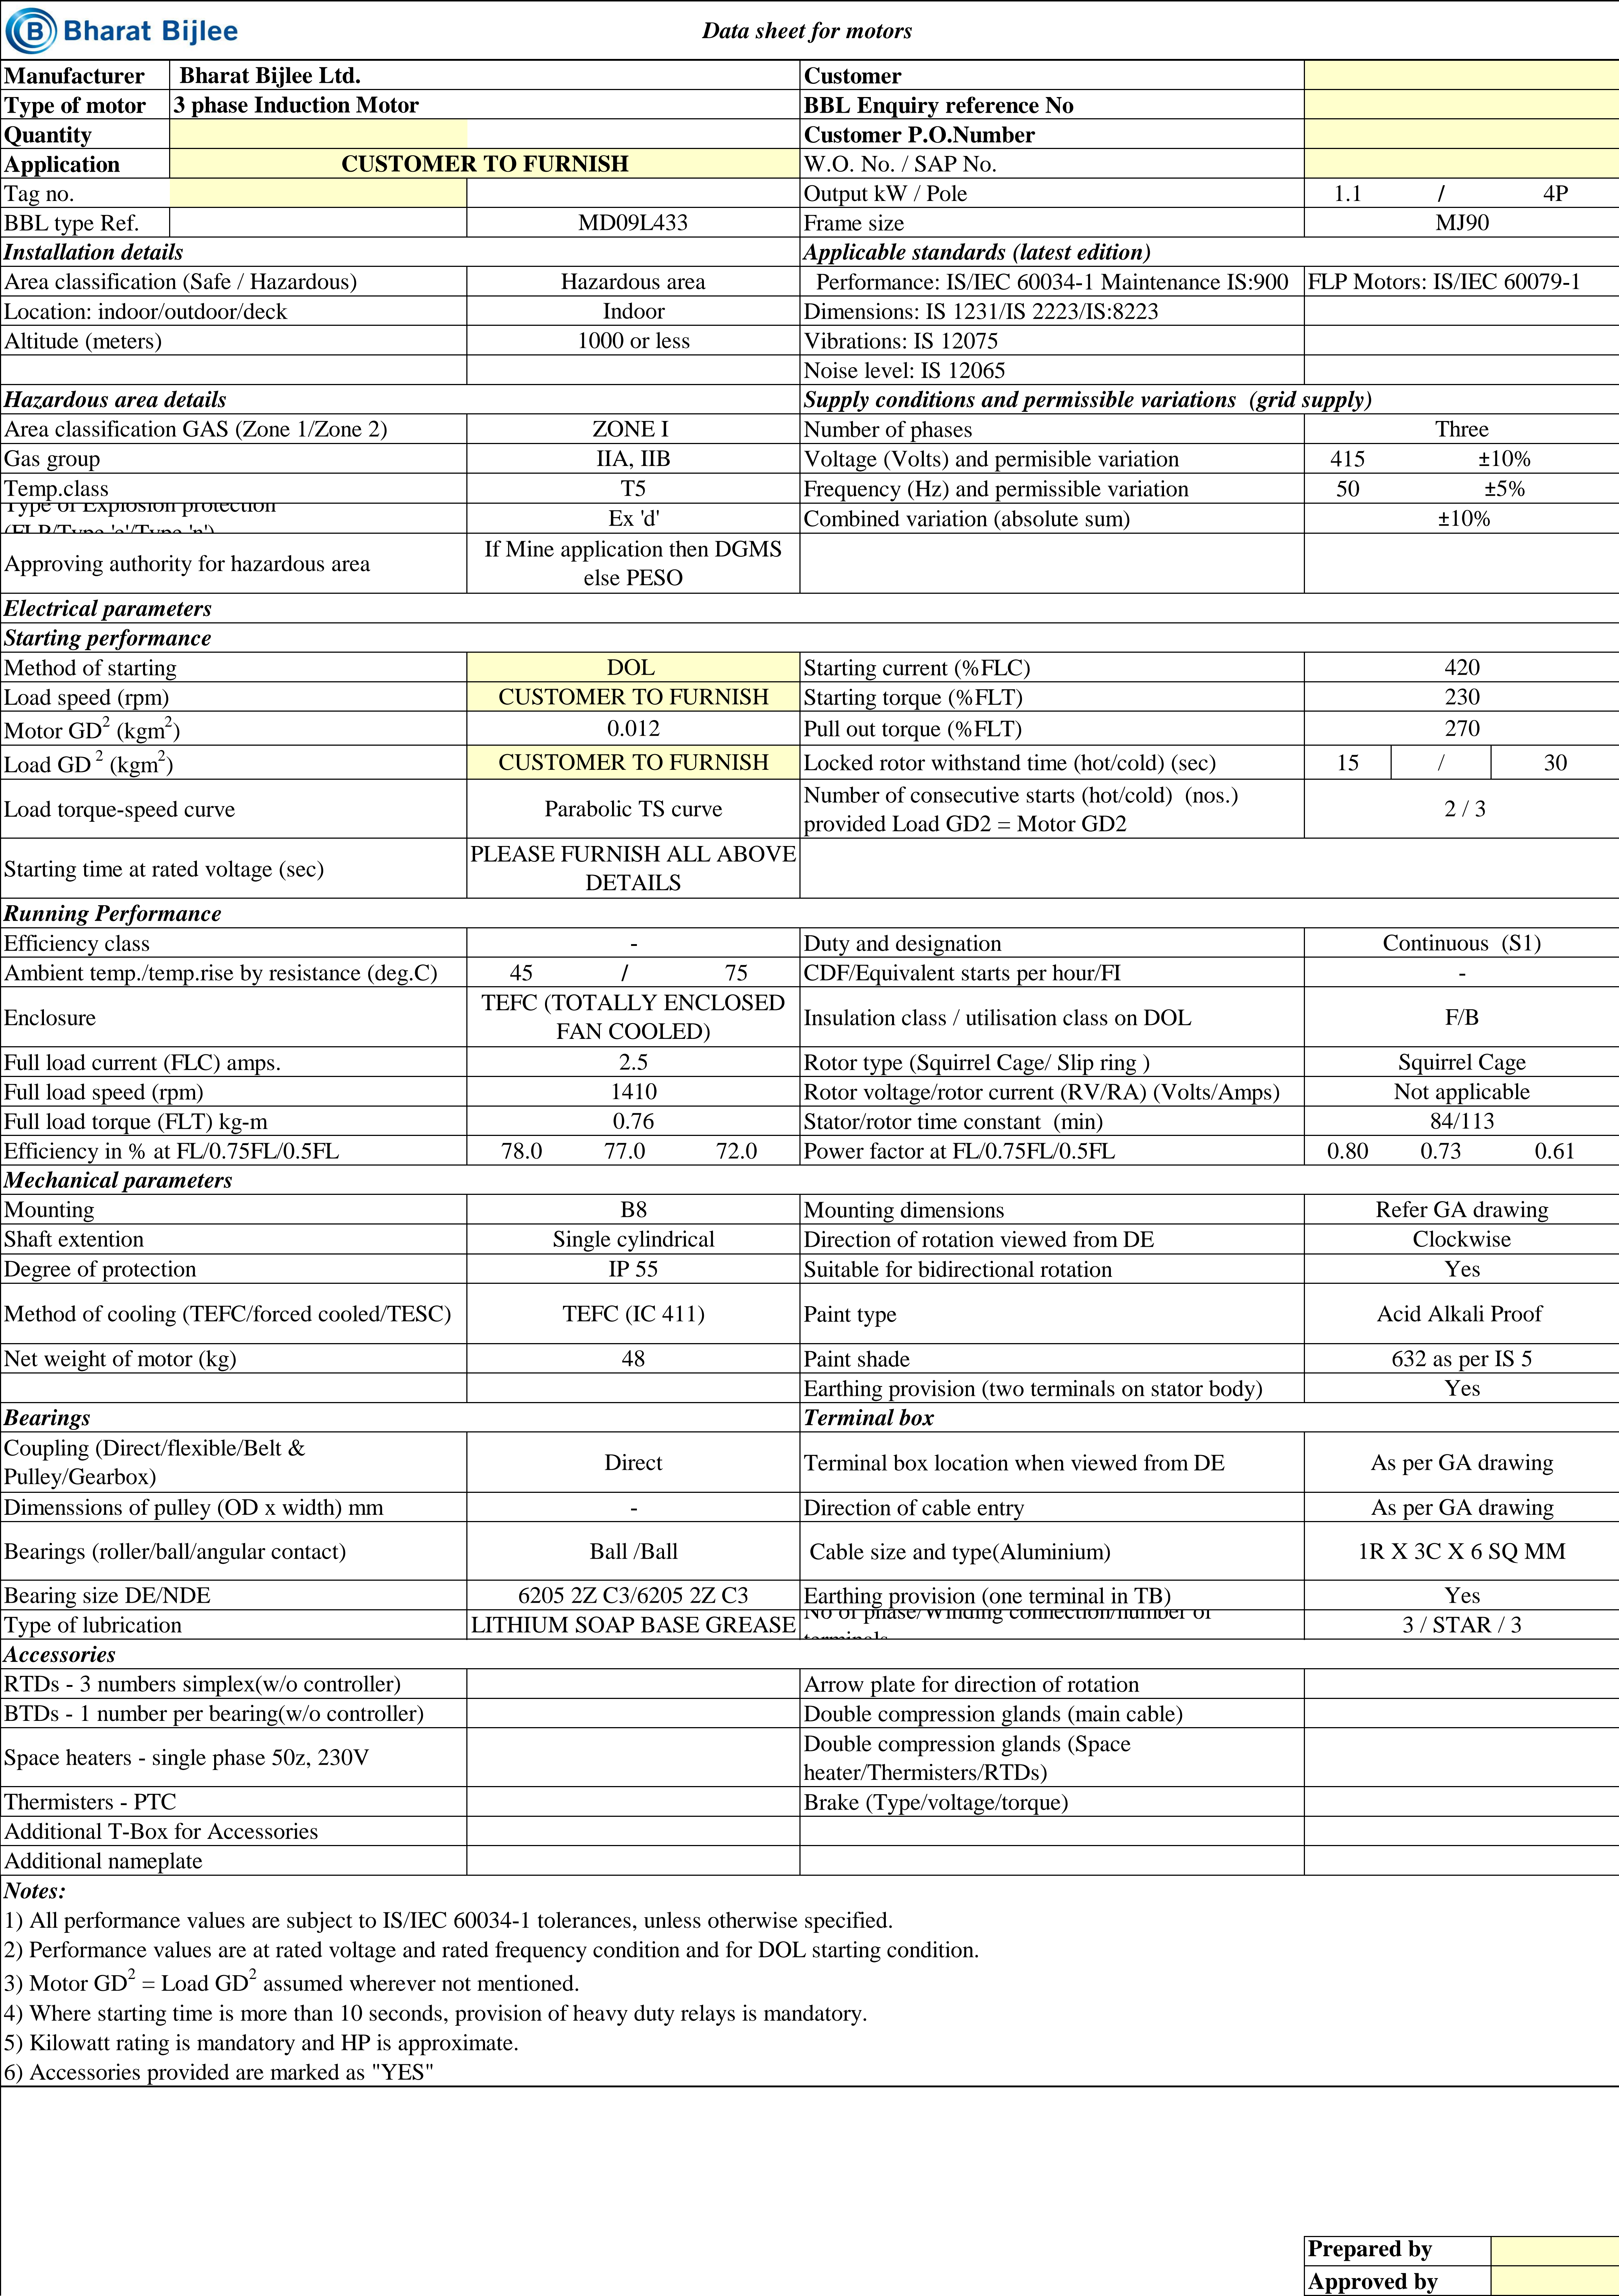 Bharat Bijlee
Data sheet for motors
Manufacturer Bharat Bijlee Ltd. Customer
Type of motor 3 phase Induction Motor BBL Enquiry reference No
Quantity Customer P.O.Number
Application CUSTOMER TO FURNISH W.O. No. / SAP No.
Tag no. Output kW / Pole 1.1 / 4P
BBL type Ref. MD09L433 Frame size MJ90
Installation details Applicable standards (latest edition)
Area classification (Safe / Hazardous) Hazardous area Performance: IS/IEC 60034-1 Maintenance IS:900 FLP Motors: IS/IEC 60079-1
Location: indoor/outdoor/deck Indoor Dimensions: IS 1231/IS 2223/IS:8223
Altitude (meters) 1000 or less Vibrations: IS 12075
Noise level: IS 12065
Hazardous area details Supply conditions and permissible variations (grid supply)
Area classification GAS (Zone 1/Zone 2) ZONE I Number of phases Three
Gas group IIA, IIB Voltage (Volts) and permisible variation 415 ±10%
Temp.class T5 Frequency (Hz) and permissible variation 50 ±5%
Type of Explosion protection
(FLP/Type 'e'/Type 'n') Ex 'd' Combined variation (absolute sum) ±10%
Approving authority for hazardous area If Mine application then DGMS
else PESO
Electrical parameters
Starting performance
Method of starting DOL Starting current (%FLC) 420
Load speed (rpm) CUSTOMER TO FURNISH Starting torque (%FLT) 230
Motor GD² (kgm²) 0.012 Pull out torque (%FLT) 270
Load GD ² (kgm²) CUSTOMER TO FURNISH Locked rotor withstand time (hot/cold) (sec) 15 / 30
Load torque-speed curve Parabolic TS curve Number of consecutive starts (hot/cold) (nos.)
provided Load GD2 = Motor GD2 2 / 3
Starting time at rated voltage (sec) PLEASE FURNISH ALL ABOVE
DETAILS
Running Performance
Efficiency class - Duty and designation Continuous (S1)
Ambient temp./temp.rise by resistance (deg.C) 45 / 75 CDF/Equivalent starts per hour/FI -
Enclosure TEFC (TOTALLY ENCLOSED
FAN COOLED) Insulation class / utilisation class on DOL F/B
Full load current (FLC) amps. 2.5 Rotor type (Squirrel Cage/ Slip ring ) Squirrel Cage
Full load speed (rpm) 1410 Rotor voltage/rotor current (RV/RA) (Volts/Amps) Not applicable
Full load torque (FLT) kg-m 0.76 Stator/rotor time constant (min) 84/113
Efficiency in % at FL/0.75FL/0.5FL 78.0 77.0 72.0 Power factor at FL/0.75FL/0.5FL 0.80 0.73 0.61
Mechanical parameters
Mounting B8 Mounting dimensions Refer GA drawing
Shaft extention Single cylindrical Direction of rotation viewed from DE Clockwise
Degree of protection IP 55 Suitable for bidirectional rotation Yes
Method of cooling (TEFC/forced cooled/TESC) TEFC (IC 411) Paint type Acid Alkali Proof
Net weight of motor (kg) 48 Paint shade 632 as per IS 5
Earthing provision (two terminals on stator body) Yes
Bearings Terminal box
Coupling (Direct/flexible/Belt &
Pulley/Gearbox) Direct Terminal box location when viewed from DE As per GA drawing
Dimenssions of pulley (OD x width) mm - Direction of cable entry As per GA drawing
Bearings (roller/ball/angular contact) Ball /Ball Cable size and type(Aluminium) 1R X 3C X 6 SQ MM
Bearing size DE/NDE 6205 2Z C3/6205 2Z C3 Earthing provision (one terminal in TB) Yes
Type of lubrication LITHIUM SOAP BASE GREASE No of phase/Winding connection/number of
terminals 3 / STAR / 3
Accessories
RTDs - 3 numbers simplex(w/o controller) Arrow plate for direction of rotation
BTDs - 1 number per bearing(w/o controller) Double compression glands (main cable)
Space heaters - single phase 50z, 230V Double compression glands (Space
heater/Thermisters/RTDs)
Thermisters - PTC Brake (Type/voltage/torque)
Additional T-Box for Accessories
Additional nameplate
Notes:
1) All performance values are subject to IS/IEC 60034-1 tolerances, unless otherwise specified.
2) Performance values are at rated voltage and rated frequency condition and for DOL starting condition.
3) Motor GD² = Load GD² assumed wherever not mentioned.
4) Where starting time is more than 10 seconds, provision of heavy duty relays is mandatory.
5) Kilowatt rating is mandatory and HP is approximate.
6) Accessories provided are marked as "YES"
Prepared by
Approved by